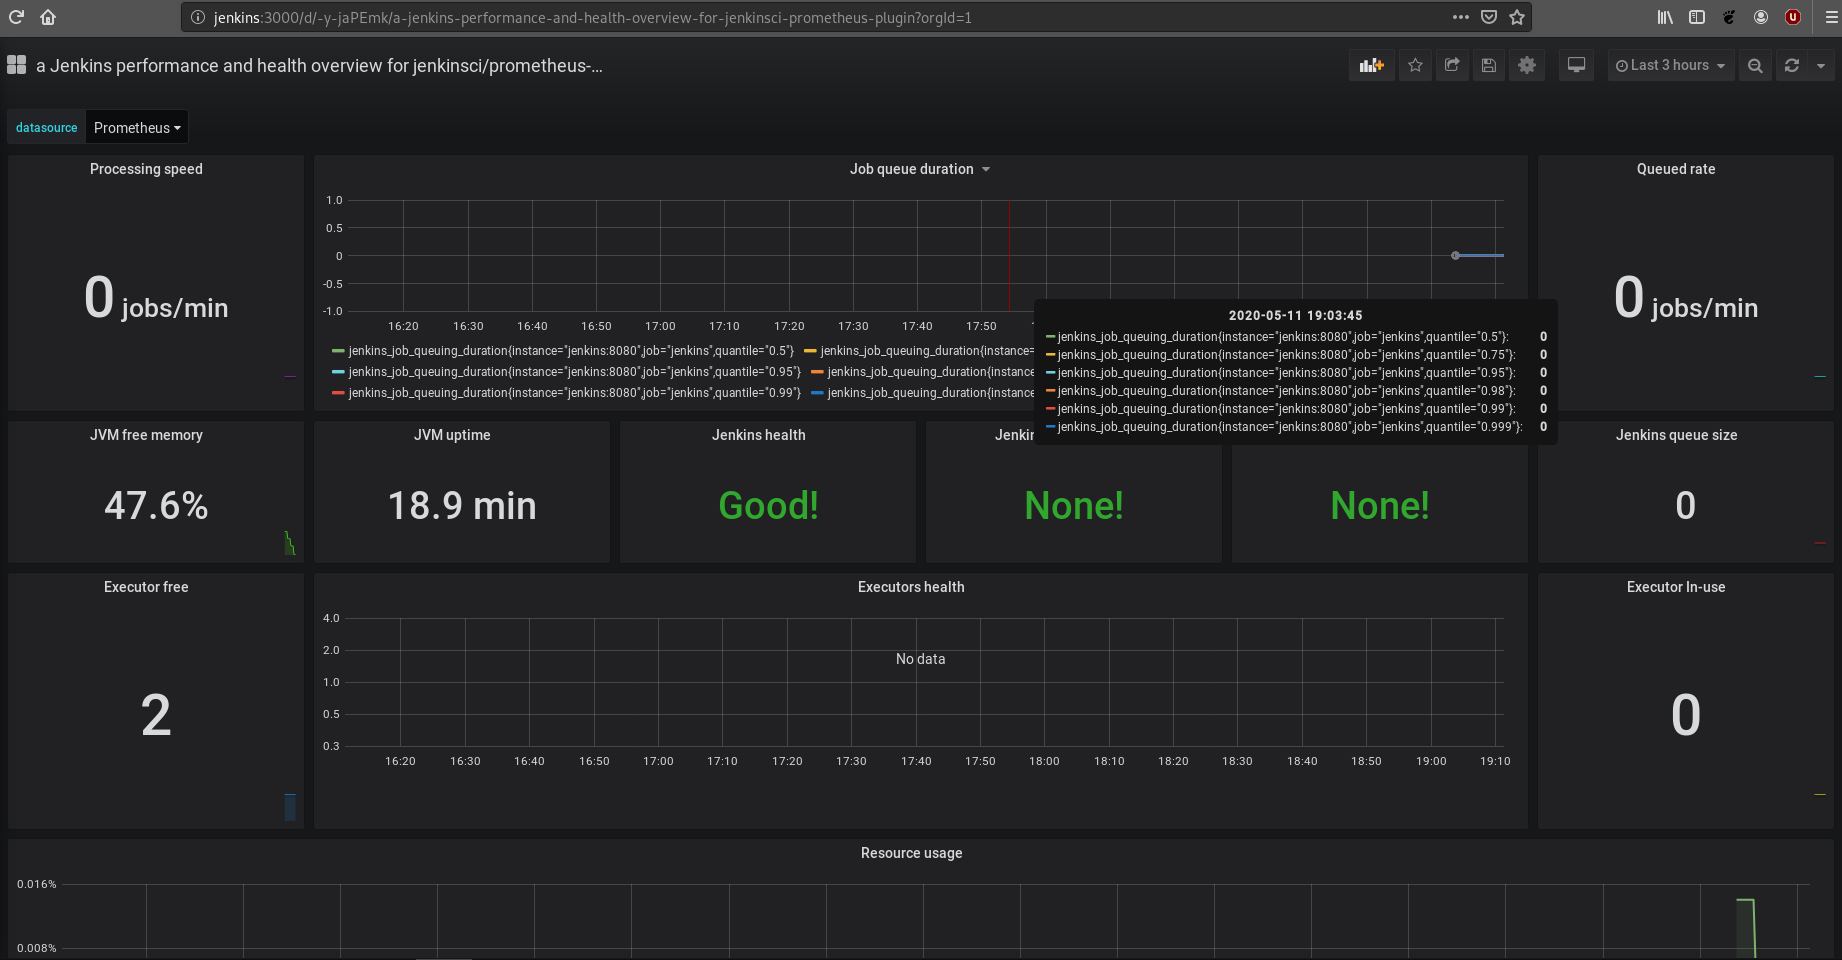 jenkins:3000/d/-y-jaPEmk/a-jenkins-performance-and-health-overview-for-jenkinsci-prometheus-plugin?orgId=1
a Jenkins performance and health overview for jenkinsci/prometheus-...
Last 3 hours
datasource Prometheus
Processing speed
0 jobs/min
Job queue duration
1.0
0.5
0
-0.5
-1.0
16:20 16:30 16:40 16:50 17:00 17:10 17:20 17:30 17:40 17:50
jenkins_job_queuing_duration{instance="jenkins:8080",job="jenkins",quantile="0.5"} jenkins_job_queuing_duration{instance=
jenkins_job_queuing_duration{instance="jenkins:8080",job="jenkins",quantile="0.95"} jenkins_job_queuing_duration{instance
jenkins_job_queuing_duration{instance="jenkins:8080",job="jenkins",quantile="0.99"} jenkins_job_queuing_duration{instance
2020-05-11 19:03:45
jenkins_job_queuing_duration{instance="jenkins:8080",job="jenkins",quantile="0.5"}: 0
jenkins_job_queuing_duration{instance="jenkins:8080",job="jenkins",quantile="0.75"}: 0
jenkins_job_queuing_duration{instance="jenkins:8080",job="jenkins",quantile="0.95"}: 0
jenkins_job_queuing_duration{instance="jenkins:8080",job="jenkins",quantile="0.98"}: 0
jenkins_job_queuing_duration{instance="jenkins:8080",job="jenkins",quantile="0.99"}: 0
jenkins_job_queuing_duration{instance="jenkins:8080",job="jenkins",quantile="0.999"}: 0
Queued rate
0 jobs/min
JVM free memory
47.6%
JVM uptime
18.9 min
Jenkins health
Good!
Jenkin
None!
None!
Jenkins queue size
0
Executor free
2
Executors health
4.0
2.0
No data
1.0
0.5
0.3
16:20 16:30 16:40 16:50 17:00 17:10 17:20 17:30 17:40 17:50 18:00 18:10 18:20 18:30 18:40 18:50 19:00 19:10
Executor In-use
0
Resource usage
0.016%
0.008%